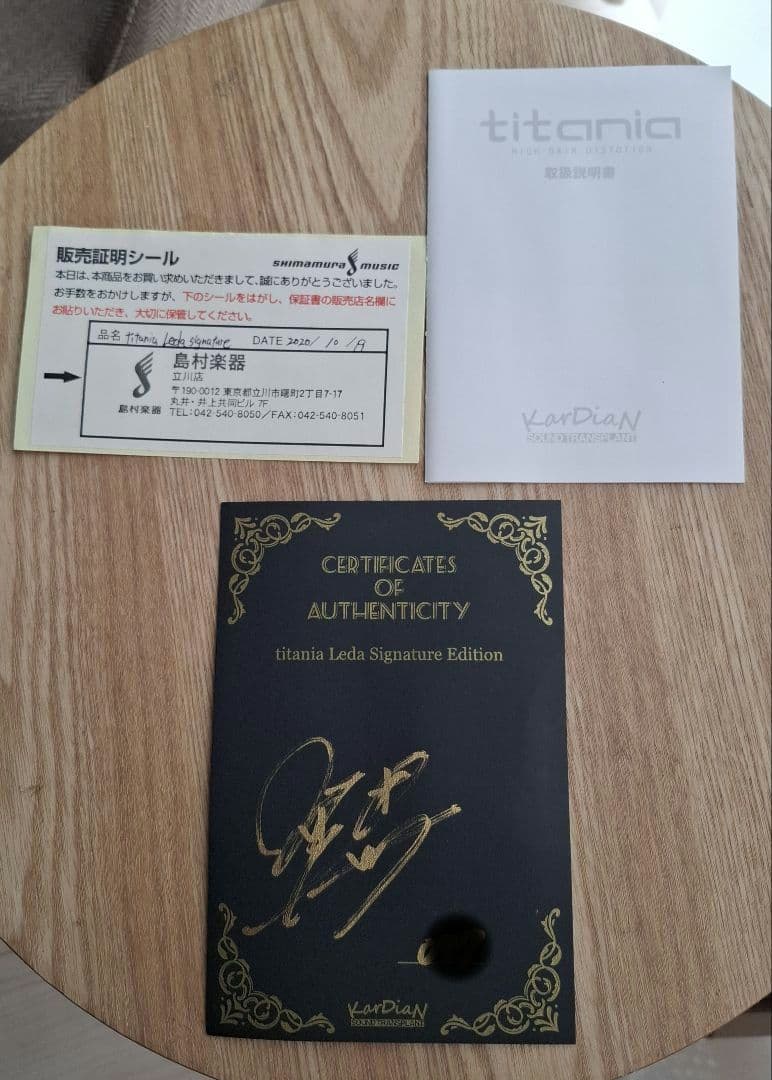 販売証明シール
SHIMAMURA MUSIC
本日は、本商品をお買い求めいただきまして、誠にありがとうございました。
お手数をおかけしますが、下のシールをはがし、保証書の販売店名欄に
お貼りいただき、大切に保管してください。
品名 titania Leda signature DATE 2020/10/19
島村楽器
島村楽器
立川店
〒190-0012 東京都立川市曙町2丁目7-17
丸井・井上共同ビル 7F
TEL:042-540-8050/FAX:042-540-8051
titania
HIGH-GAIN DISTORTION
取扱説明書
KarDiaN
SOUND TRANSPLANT
CERTIFICATES
OF
AUTHENTICITY
titania Leda Signature Edition
KarDiaN
SOUND TRANSPLANT